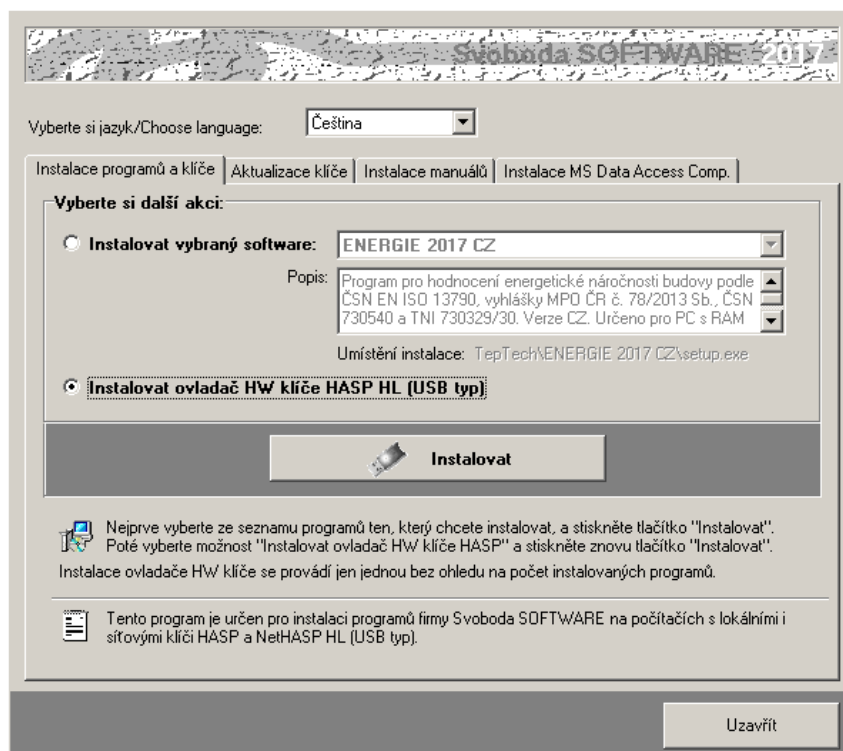 Svoboda SOFTWARE 2017
Vyberte si jazyk/Choose language:
Čeština
Instalace programů a klíče
Aktualizace klíče
Instalace manuálů
Instalace MS Data Access Comp.
Vyberte si další akci:
Instalovat vybraný software:
ENERGIE 2017 CZ
Popis:
Program pro hodnocení energetické náročnosti budovy podle
ČSN EN ISO 13790, vyhlášky MPO ČR č. 78/2013 Sb., ČSN
730540 a TNI 730329/30. Verze CZ. Určeno pro PC s RAM
Umístění instalace: TepTech\ENERGIE 2017 CZ\setup.exe
Instalovat ovladač HW klíče HASP HL (USB typ)
Instalovat
Nejprve vyberte ze seznamu programů ten, který chcete instalovat, a stiskněte tlačítko "Instalovat".
Poté vyberte možnost "Instalovat ovladač HW klíče HASP" a stiskněte znovu tlačítko "Instalovat".
Instalace ovladače HW klíče se provádí jen jednou bez ohledu na počet instalovaných programů.
Tento program je určen pro instalaci programů firmy Svoboda SOFTWARE na počítačích s lokálními i
síťovými klíči HASP a NetHASP HL (USB typ).
Uzavřít